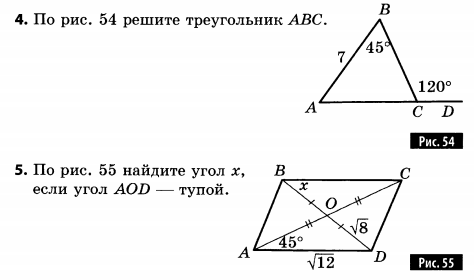 4. По рис. 54 решите треугольник ABC.
B
45°
7
120°
A
C
D
Рис. 54
5. По рис. 55 найдите угол x,
если угол AOD — тупой.
B
C
x
O
√8
45°
A
D
√12
Рис. 55